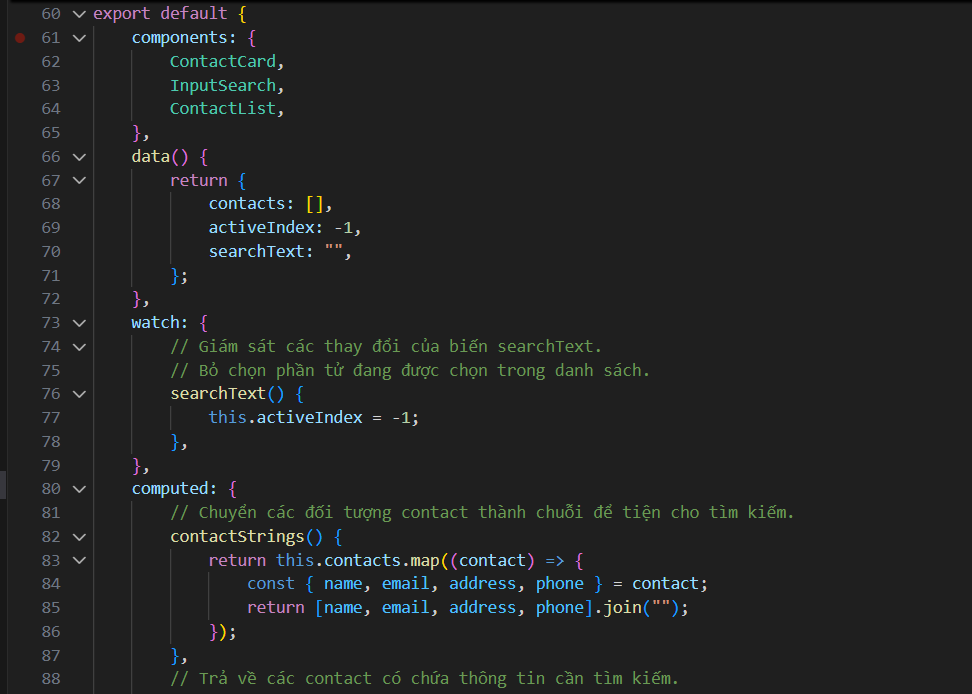 60 export default {
61 components: {
62 ContactCard,
63 InputSearch,
64 ContactList,
65 },
66 data() {
67 return {
68 contacts: [],
69 activeIndex: -1,
70 searchText: "",
71 };
72 },
73 watch: {
74 // Giám sát các thay đổi của biến searchText.
75 // Bỏ chọn phần tử đang được chọn trong danh sách.
76 searchText() {
77 this.activeIndex = -1;
78 },
79 },
80 computed: {
81 // Chuyển các đối tượng contact thành chuỗi để tiện cho tìm kiếm.
82 contactStrings() {
83 return this.contacts.map((contact) => {
84 const { name, email, address, phone } = contact;
85 return [name, email, address, phone].join("");
86 });
87 },
88 // Trả về các contact có chứa thông tin cần tìm kiếm.